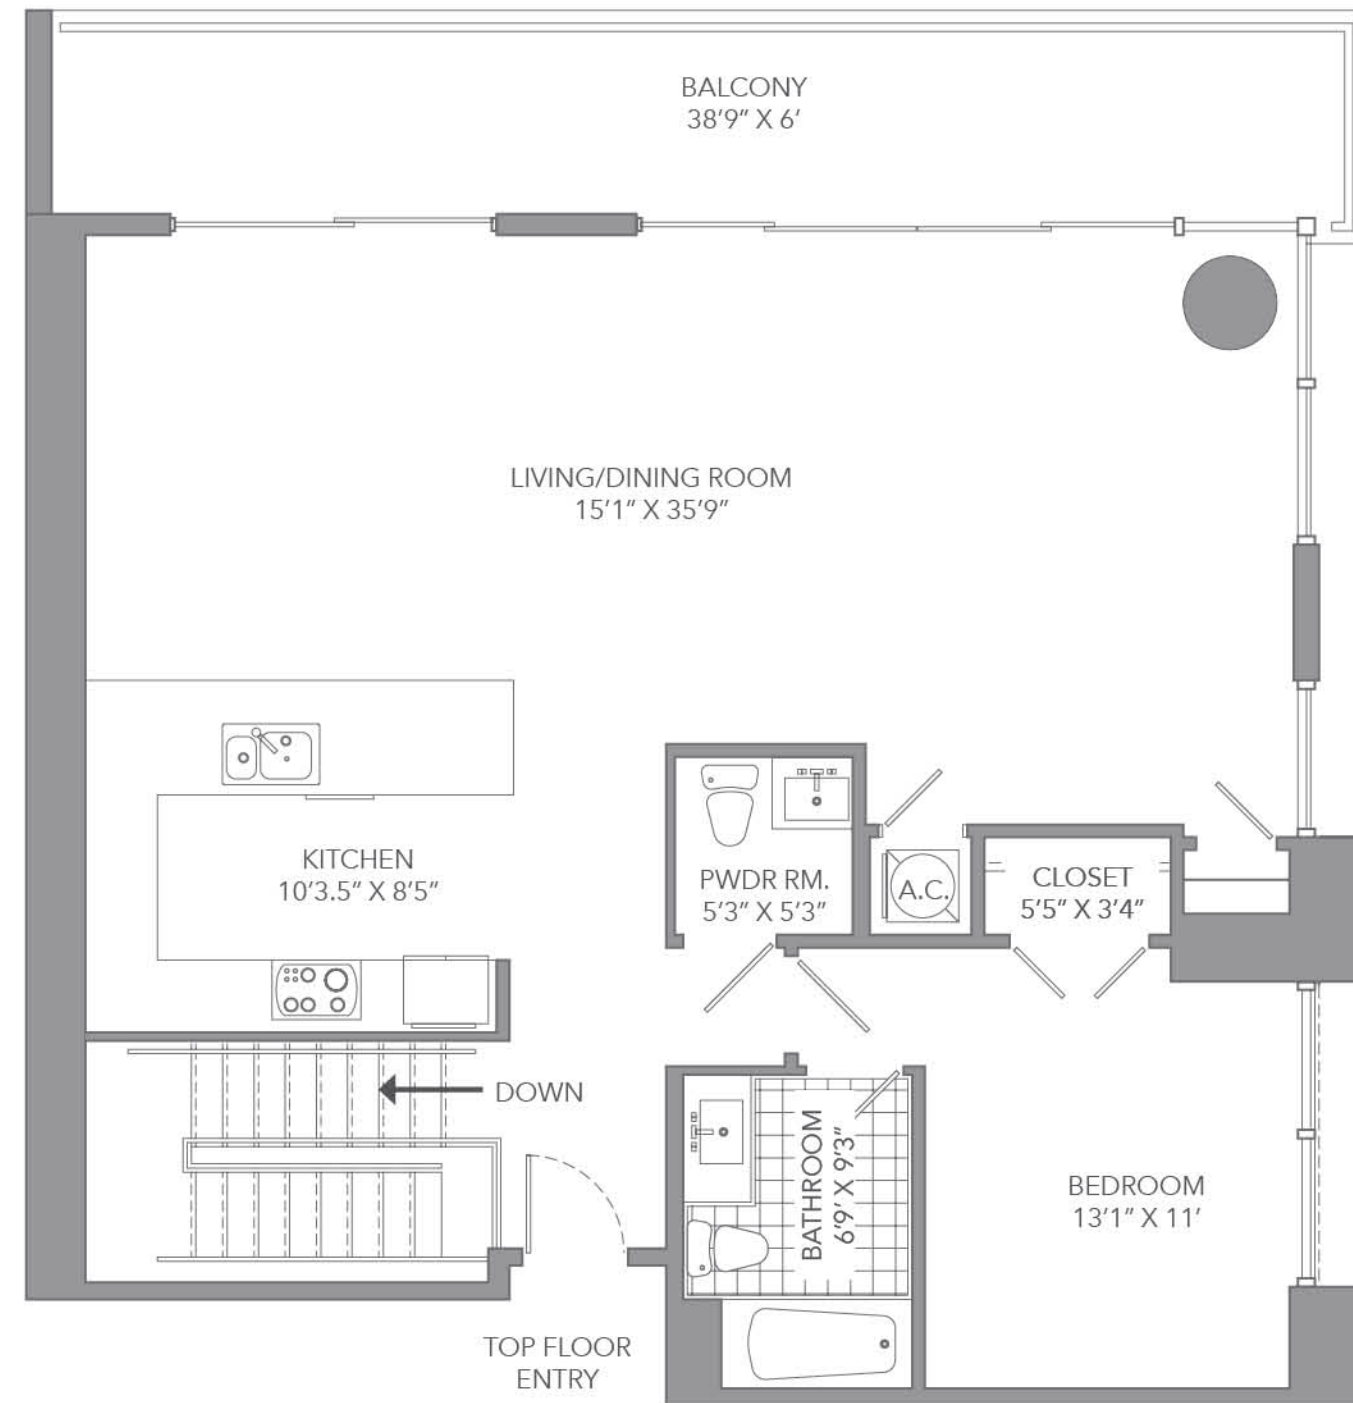 BALCONY
38'9” X 6'
LIVING/DINING ROOM
15'1” X 35'9”
KITCHEN
10'3.5” X 8'5”
PWDR RM.
5'3” X 5'3”
A.C.
CLOSET
5'5” X 3'4”
DOWN
BATHROOM
6'9' X 9'3”
BEDROOM
13'1” X 11'
TOP FLOOR
ENTRY